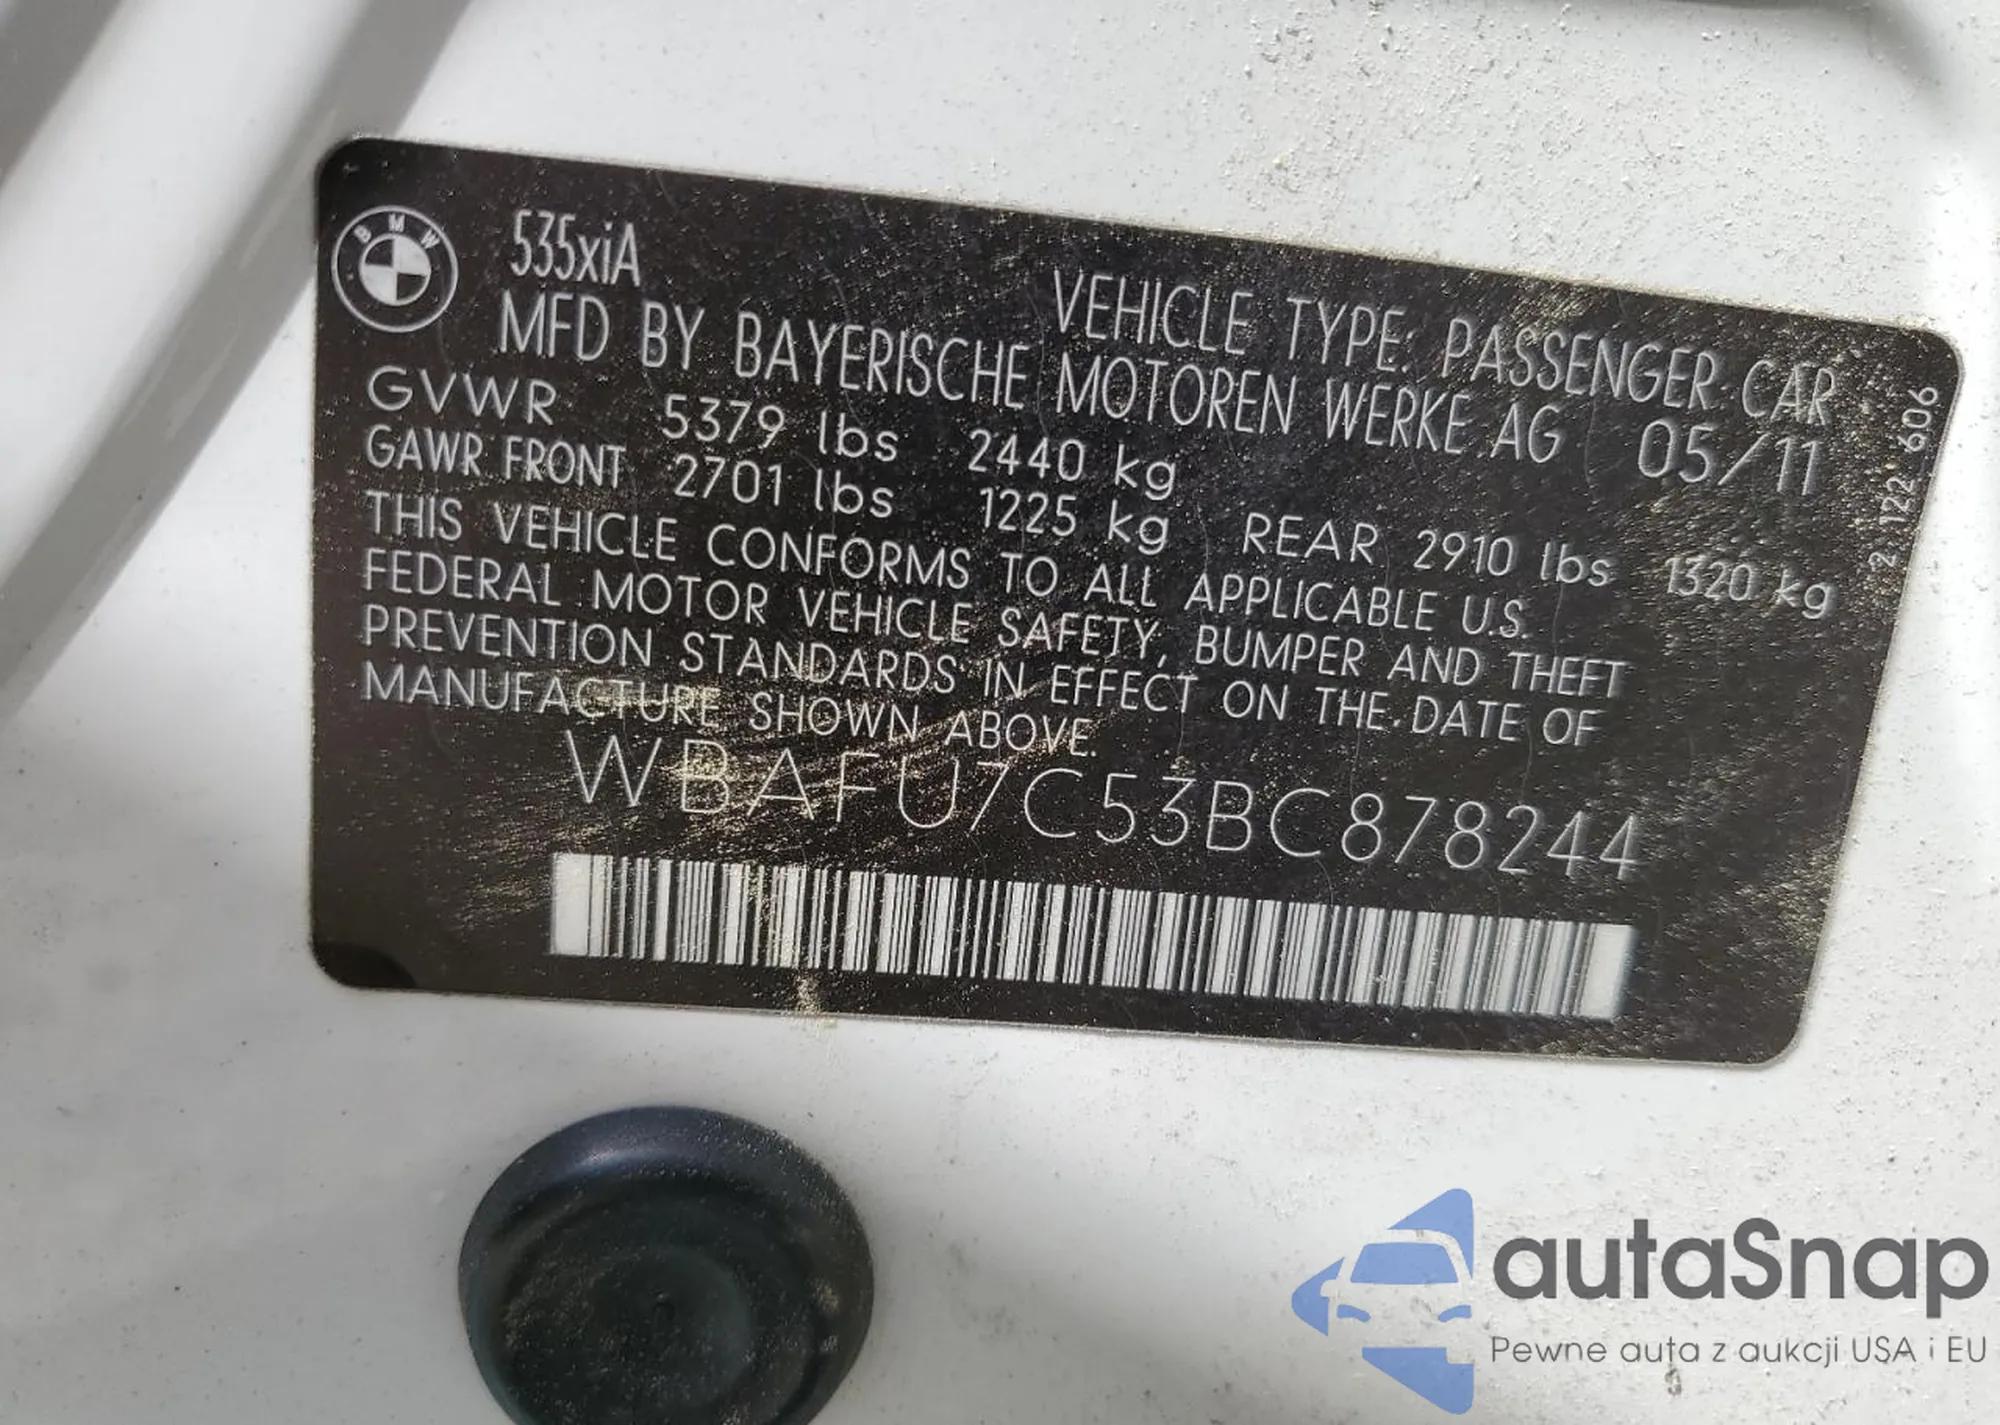 BMW
535xiA
VEHICLE TYPE: PASSENGER CAR
MFD BY BAYERISCHE MOTOREN WERKE AG 05/11
GVWR 5379 lbs 2440 kg
GAWR FRONT 2701 lbs 1225 kg REAR 2910 lbs 1320 kg
THIS VEHICLE CONFORMS TO ALL APPLICABLE U.S.
FEDERAL MOTOR VEHICLE SAFETY, BUMPER AND THEFT
PREVENTION STANDARDS IN EFFECT ON THE DATE OF
MANUFACTURE SHOWN ABOVE.
WBAFU7C53BC878244
2.122 606
autaSnap
Pewne auta z aukcji USA i EU